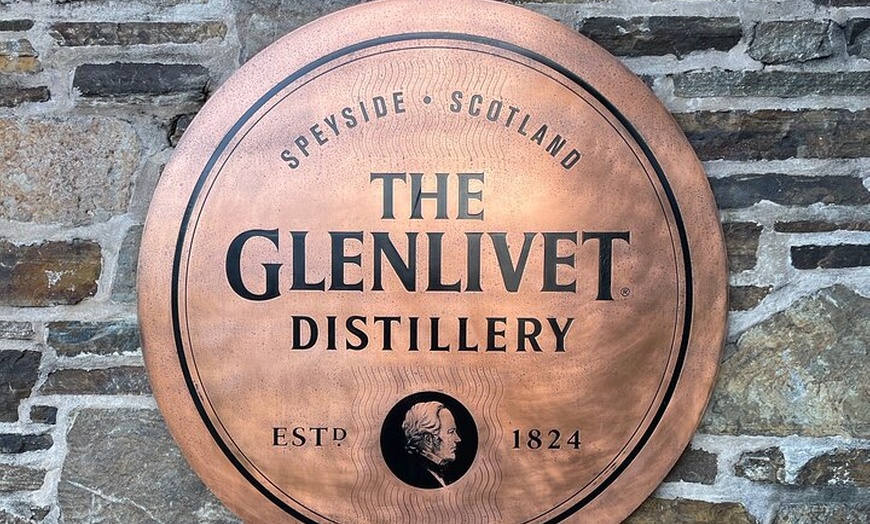 SPEYSIDE • SCOTLAND
THE
GLENLIVET®
DISTILLERY
ESTD 1824